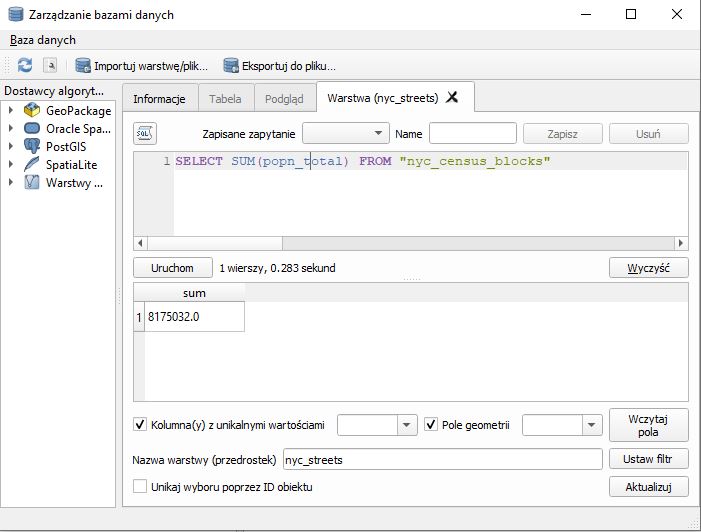 Zarządzanie bazami danych
Baza danych
Importuj warstwę/plik... Eksportuj do pliku...
Dostawcy algoryt...
GeoPackage
Oracle Spa...
PostGIS
SpatiaLite
Warstwy ...
Informacje Tabela Podgląd Warstwa (nyc_streets)
SQL Zapisane zapytanie Name Zapisz Usuń
1 SELECT SUM(popn_total) FROM "nyc_census_blocks"
Uruchom 1 wierszy, 0.283 sekund Wyczyść
sum
1 8175032.0
Kolumna(y) z unikalnymi wartościami Pole geometrii Wczytaj pola
Nazwa warstwy (przedrostek) nyc_streets Ustaw filtr
Unikaj wyboru poprzez ID obiektu Aktualizuj